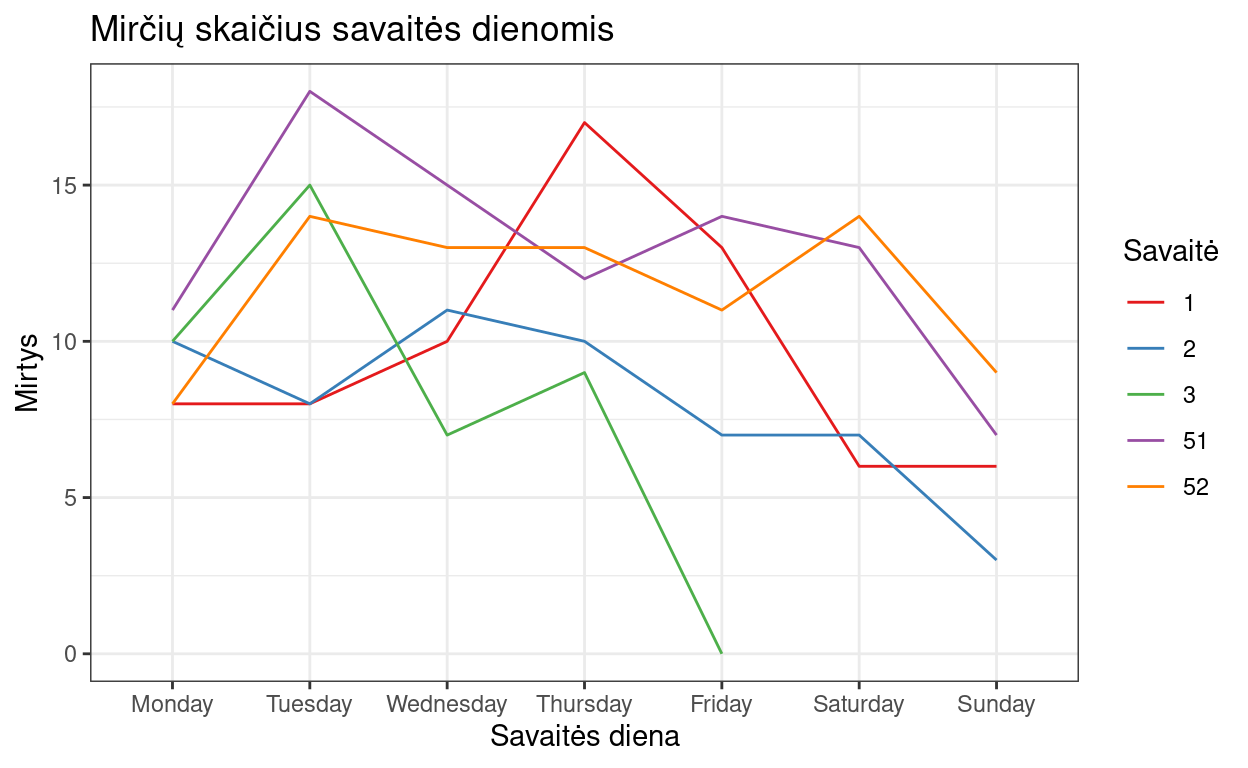 Mirčių skaičius savaitės dienomis
Mirtys
15
10
5
0
Monday Tuesday Wednesday Thursday Friday Saturday Sunday
Savaitės diena
Savaitė
1
2
3
51
52